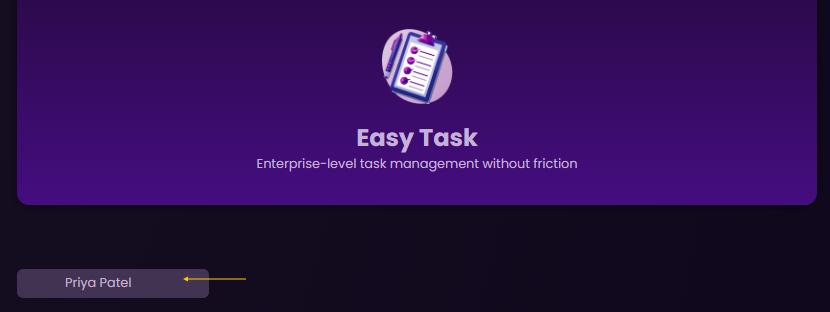 Easy Task
Enterprise-level task management without friction
Priya Patel